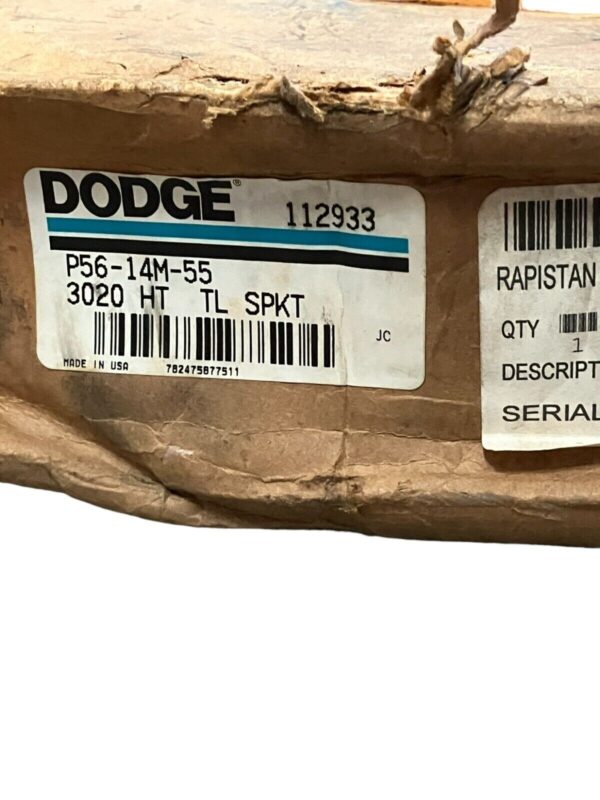 DODGE® 112933
P56-14M-55
3020 HT TL SPKT
JC
MADE IN USA 782475877511
RAPISTAN
QTY
1
DESCRIPT
SERIAL